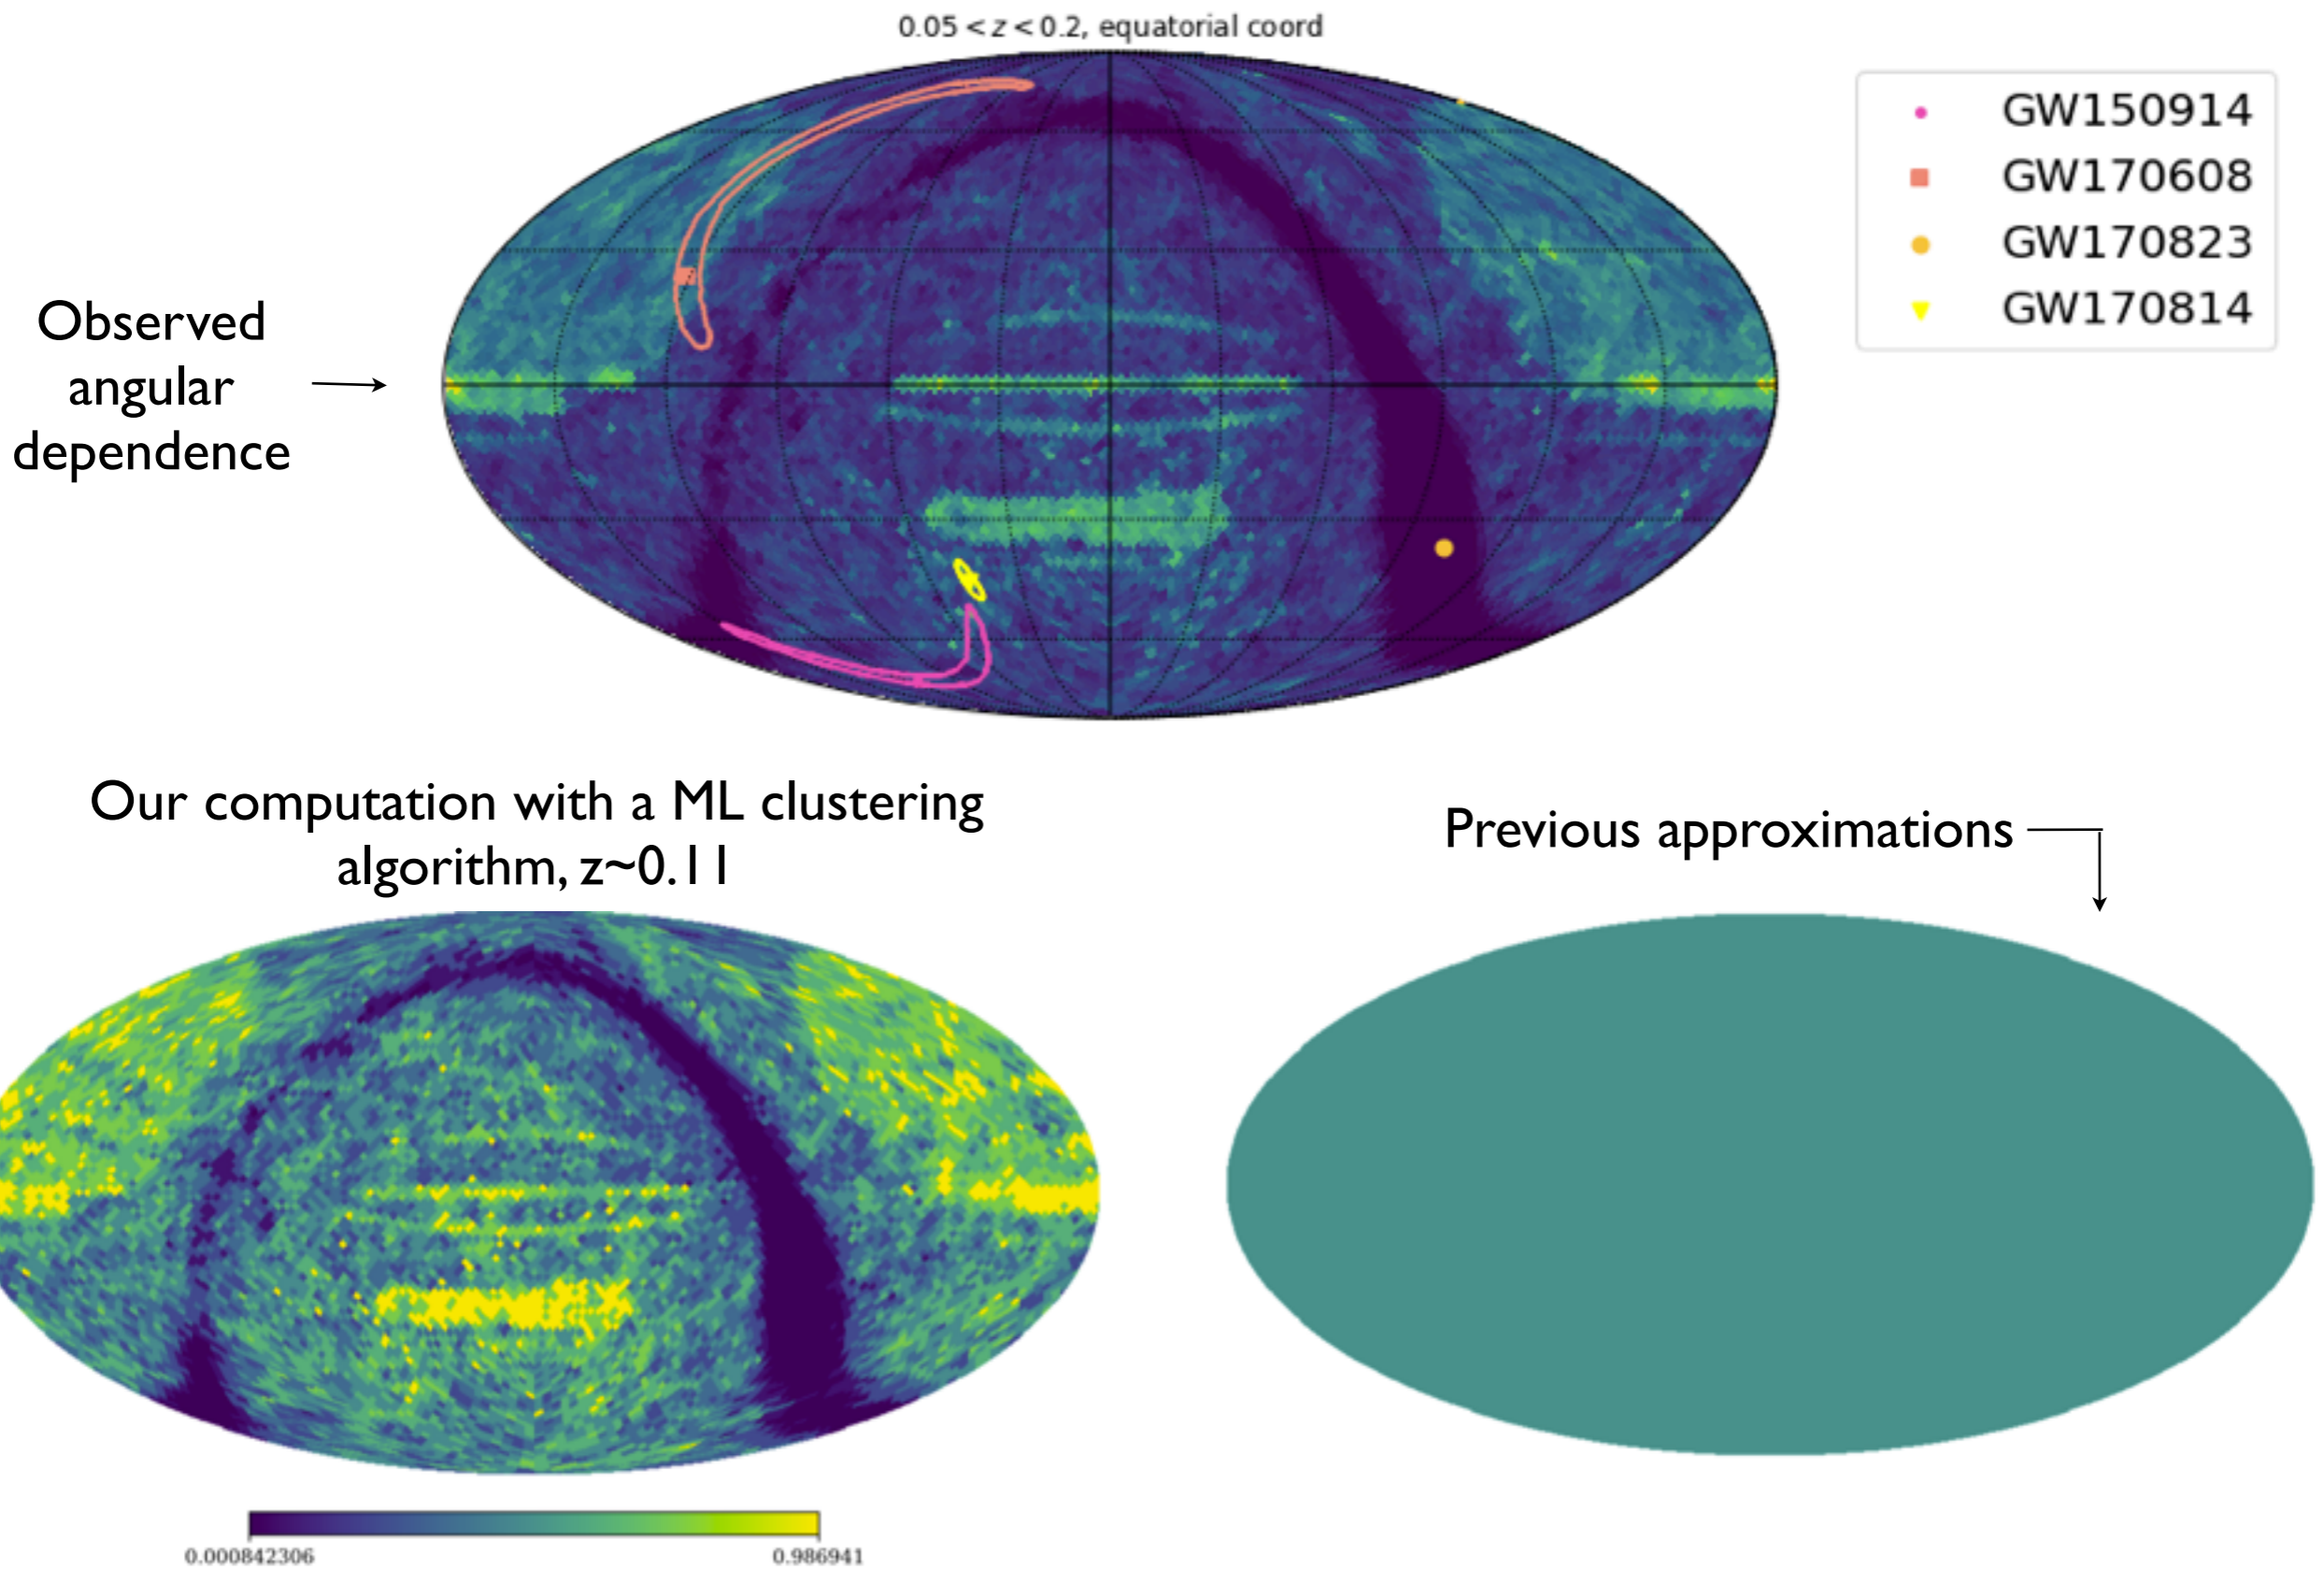 0.05 < z < 0.2, equatorial coord
GW150914
GW170608
GW170823
GW170814
Observed
angular
dependence
Our computation with a ML clustering
algorithm, z~0.11
Previous approximations
0.000842306
0.986941